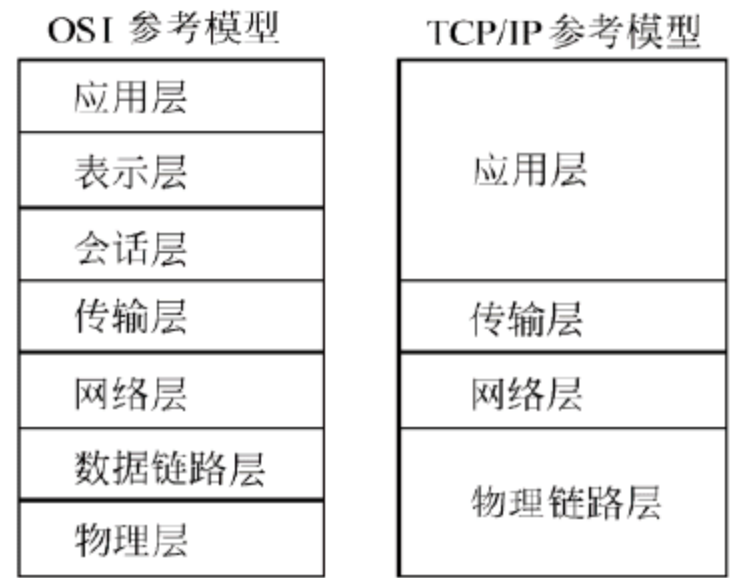 OSI 参考模型
应用层
表示层
会话层
传输层
网络层
数据链路层
物理层
TCP/IP 参考模型
应用层
传输层
网络层
物理链路层